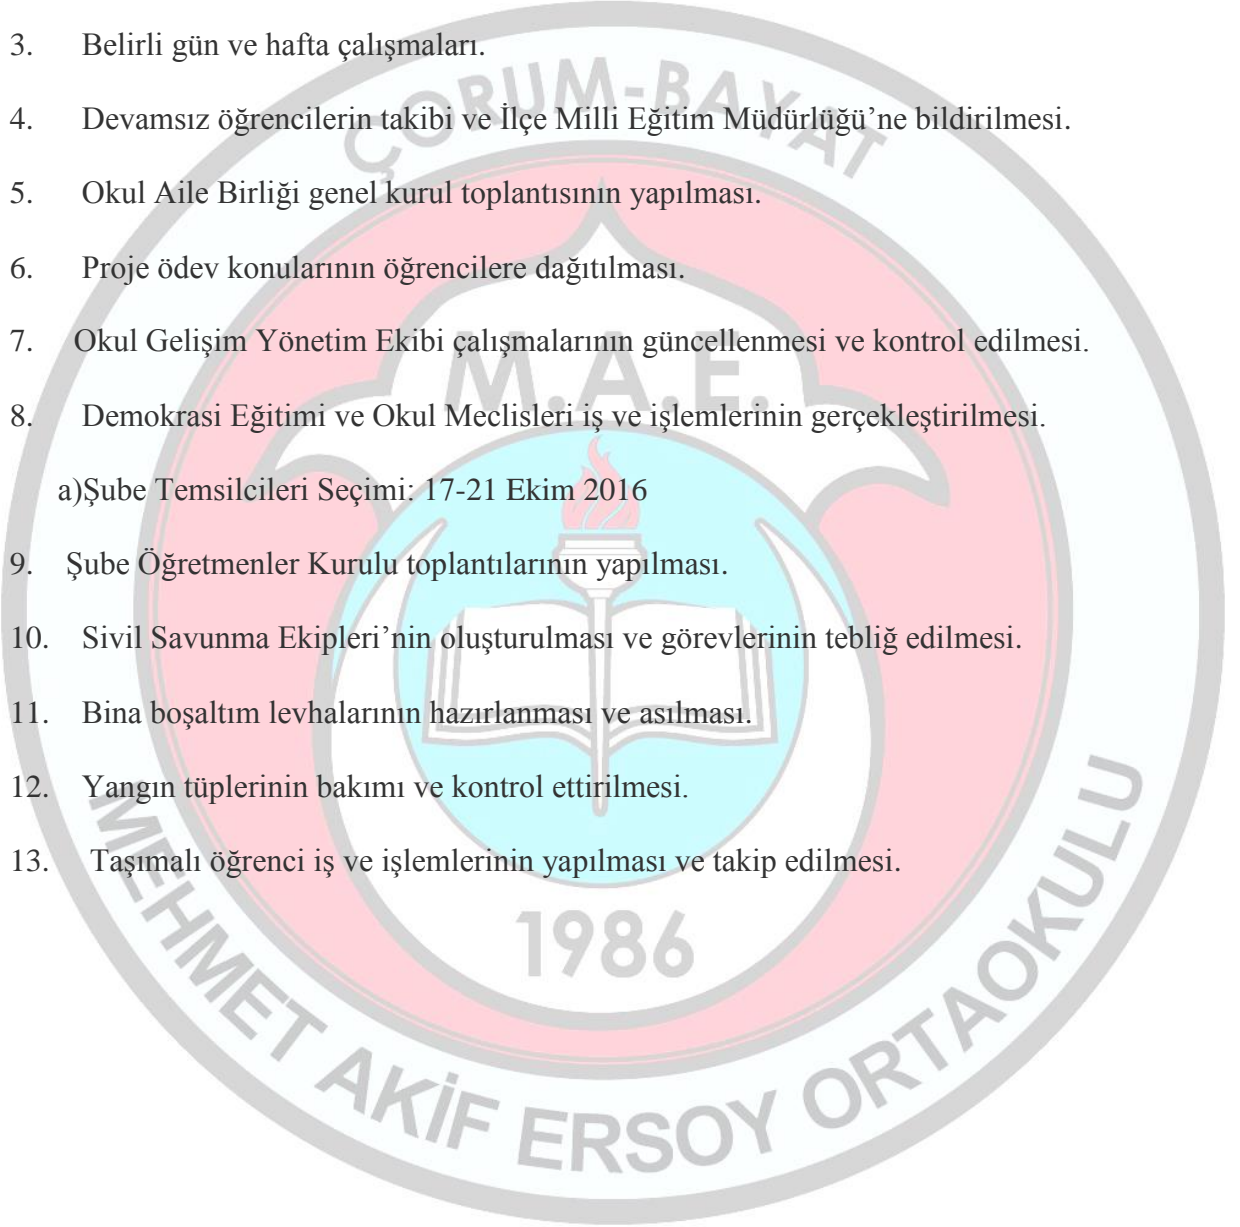 3. Belirli gün ve hafta çalışmaları.
ÇORUM-BAYAT
4. Devamsız öğrencilerin takibi ve İlçe Milli Eğitim Müdürlüğü’ne bildirilmesi.
5. Okul Aile Birliği genel kurul toplantısının yapılması.
6. Proje ödev konularının öğrencilere dağıtılması.
7. Okul Gelişim Yönetim Ekibi çalışmalarının güncellenmesi ve kontrol edilmesi.
M.A.E.
8. Demokrasi Eğitimi ve Okul Meclisleri iş ve işlemlerinin gerçekleştirilmesi.
a)Şube Temsilcileri Seçimi: 17-21 Ekim 2016
9. Şube Öğretmenler Kurulu toplantılarının yapılması.
10. Sivil Savunma Ekipleri’nin oluşturulması ve görevlerinin tebliğ edilmesi.
11. Bina boşaltım levhalarının hazırlanması ve asılması.
12. Yangın tüplerinin bakımı ve kontrol ettirilmesi.
13. Taşımalı öğrenci iş ve işlemlerinin yapılması ve takip edilmesi.
1986
MEHMET AKİF ERSOY ORTAOKULU